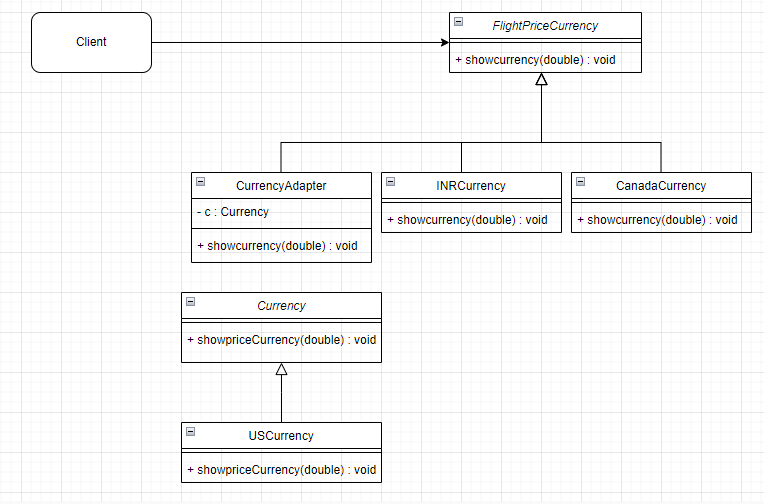 Client
FlightPriceCurrency
+ showcurrency(double) : void
CurrencyAdapter
- c : Currency
+ showcurrency(double) : void
INRCurrency
+ showcurrency(double) : void
CanadaCurrency
+ showcurrency(double) : void
Currency
+ showpriceCurrency(double) : void
USCurrency
+ showpriceCurrency(double) : void